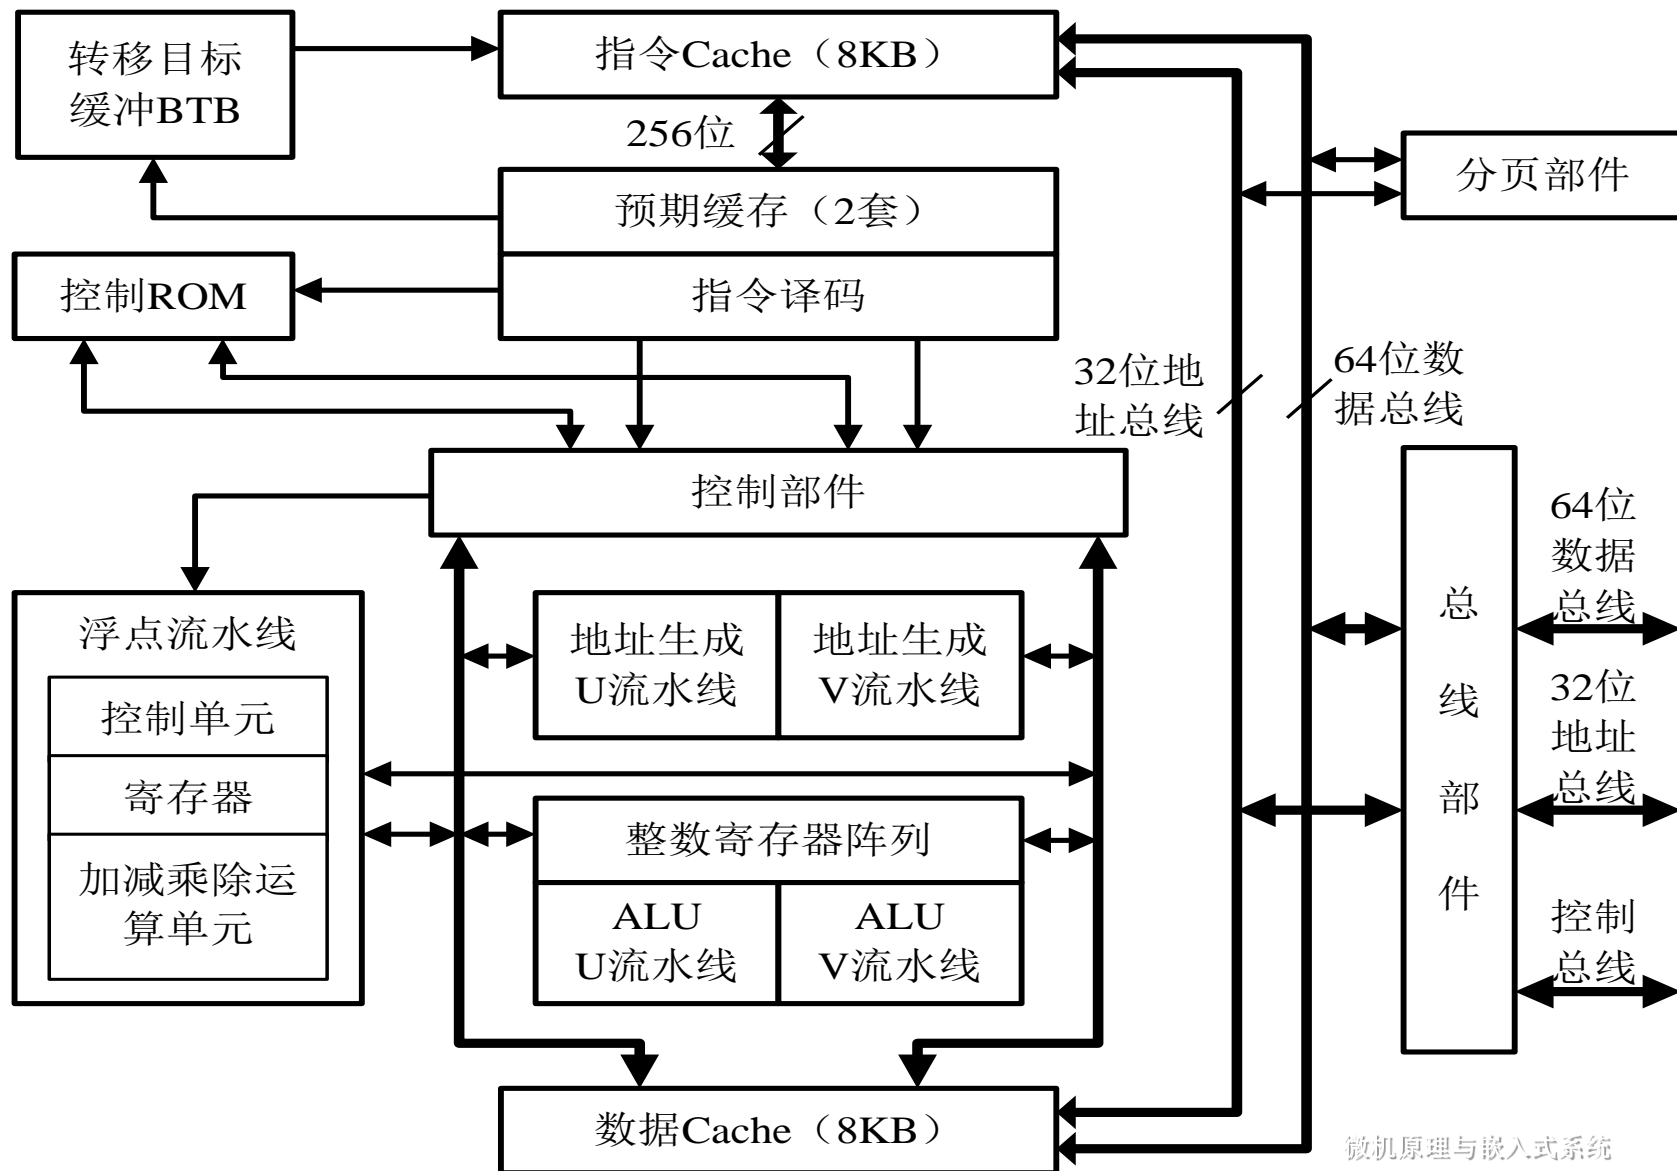 转移目标
缓冲BTB
指令Cache（8KB）
256位
预期缓存（2套）
分页部件
控制ROM
指令译码
32位地
址总线
64位数
据总线
控制部件
浮点流水线
控制单元
寄存器
加减乘除运
算单元
地址生成
U流水线
地址生成
V流水线
整数寄存器阵列
ALU
U流水线
ALU
V流水线
总
线
部
件
64位
数据
总线
32位
地址
总线
控制
总线
数据Cache（8KB）
微机原理与嵌入式系统